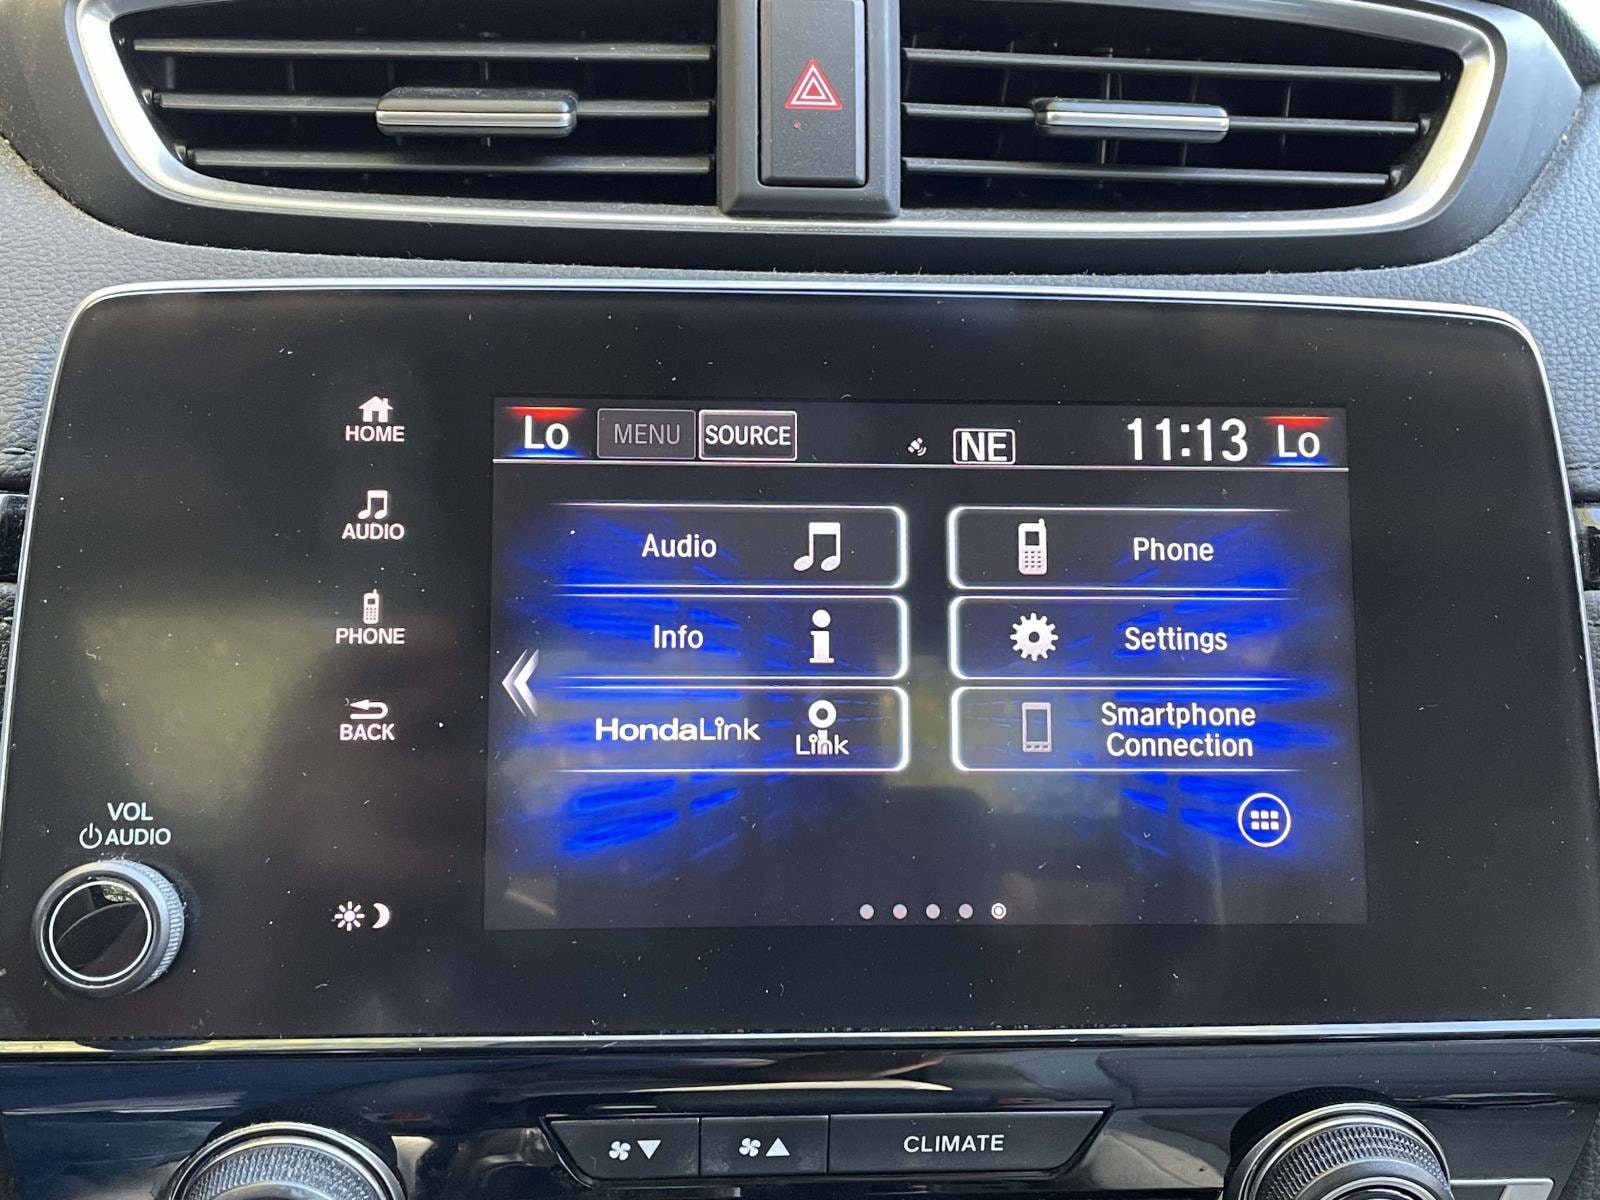 HOME
AUDIO
PHONE
BACK
VOL
AUDIO
Lo
MENU
SOURCE
NE
11:13
Lo
Audio
Phone
Info
Settings
HondaLink
Link
Smartphone
Connection
CLIMATE